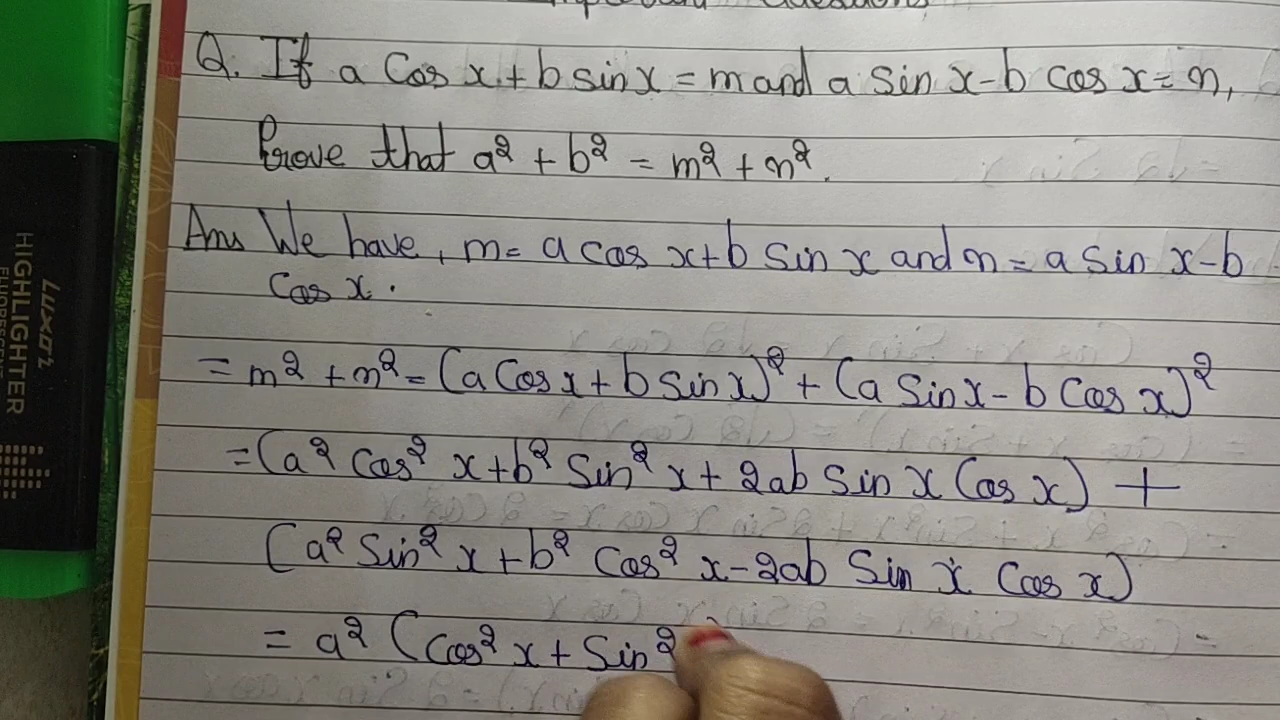 Important Questions
Q. If a Cos x + b sin x = m and a sin x - b cos x = n,
Prove that a² + b² = m² + n².
Ans We have, m = a cos x + b sin x and n = a sin x - b
Cos x.
= m² + n² = (a Cos x + b sin x)² + (a Sin x - b Cos x)²
= (a² Cos² x + b² Sin² x + 2ab sin x Cos x) +
(a² Sin² x + b² Cos² x - 2ab Sin x Cos x)
= a² (Cos² x + Sin²
Luxor
HIGHLIGHTER